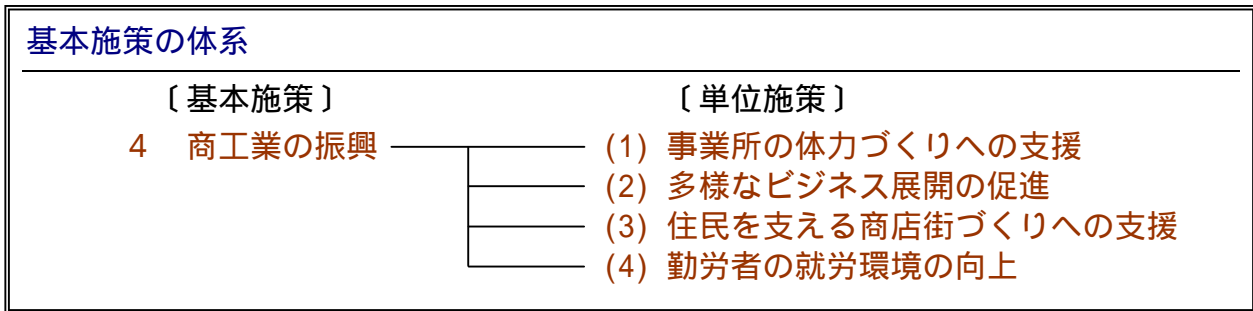 基本施策の体系
〔基本施策〕 〔単位施策〕
4 商工業の振興 (1) 事業所の体力づくりへの支援
(2) 多様なビジネス展開の促進
(3) 住民を支える商店街づくりへの支援
(4) 勤労者の就労環境の向上